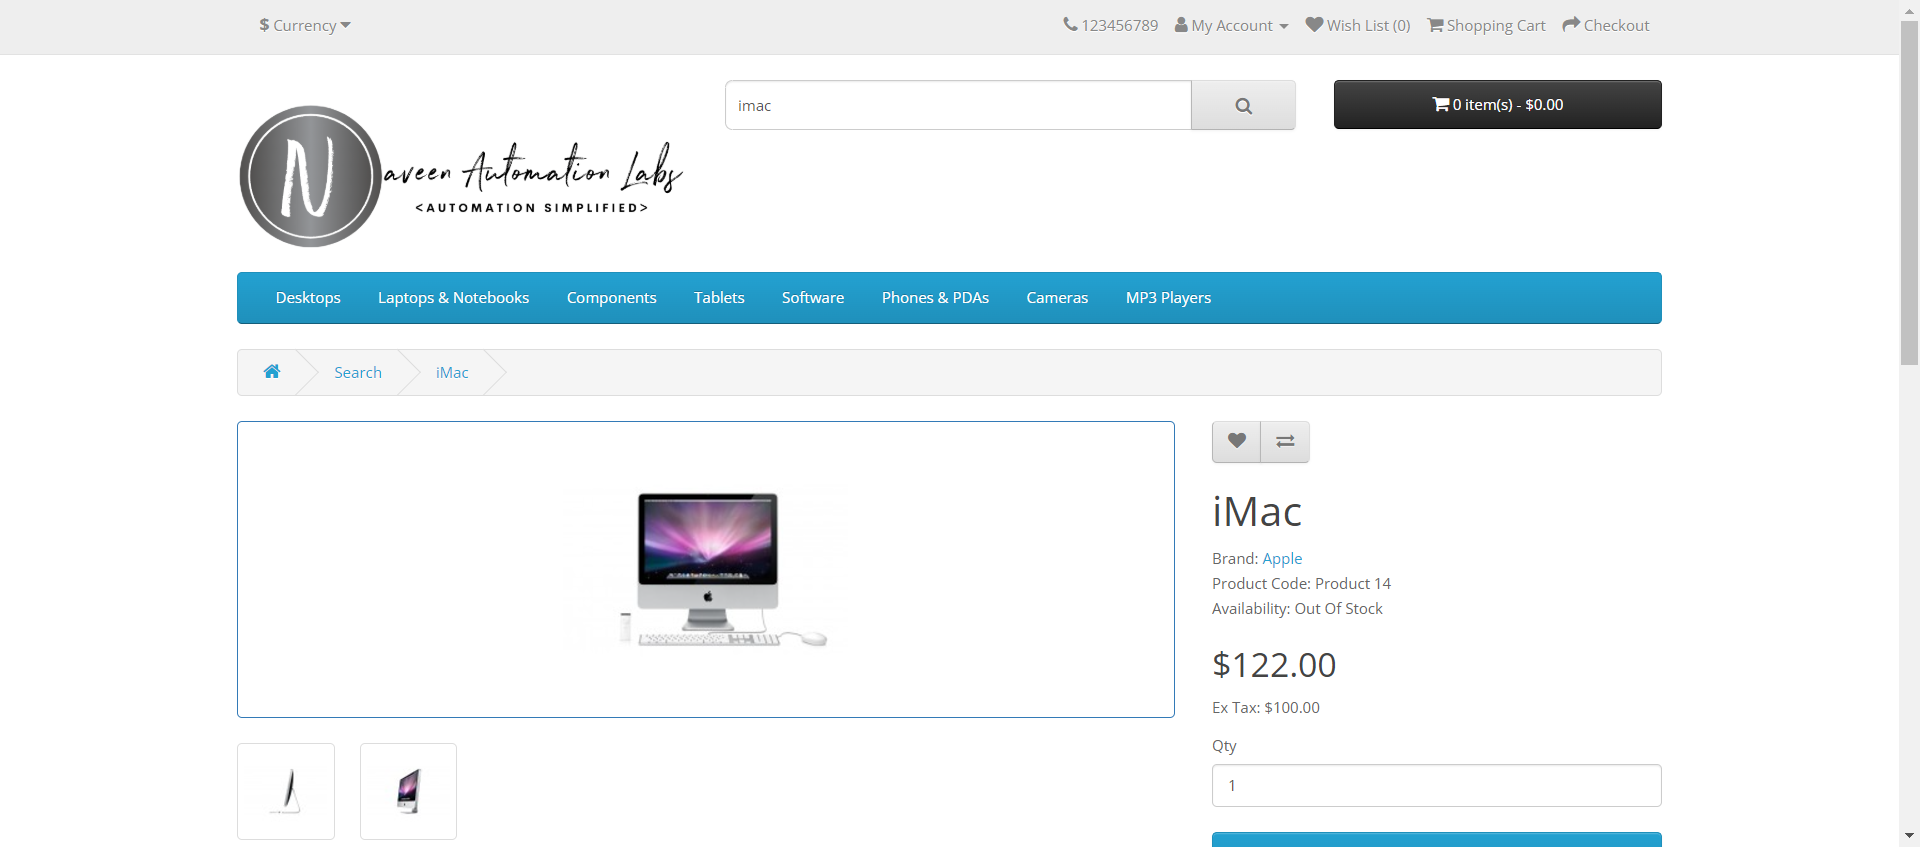 $ Currency
123456789 My Account Wish List (0) Shopping Cart Checkout
imac
0 item(s) - $0.00
Naveen Automation Labs
<AUTOMATION SIMPLIFIED>
Desktops Laptops & Notebooks Components Tablets Software Phones & PDAs Cameras MP3 Players
Search iMac
iMac
Brand: Apple
Product Code: Product 14
Availability: Out Of Stock
$122.00
Ex Tax: $100.00
Qty
1